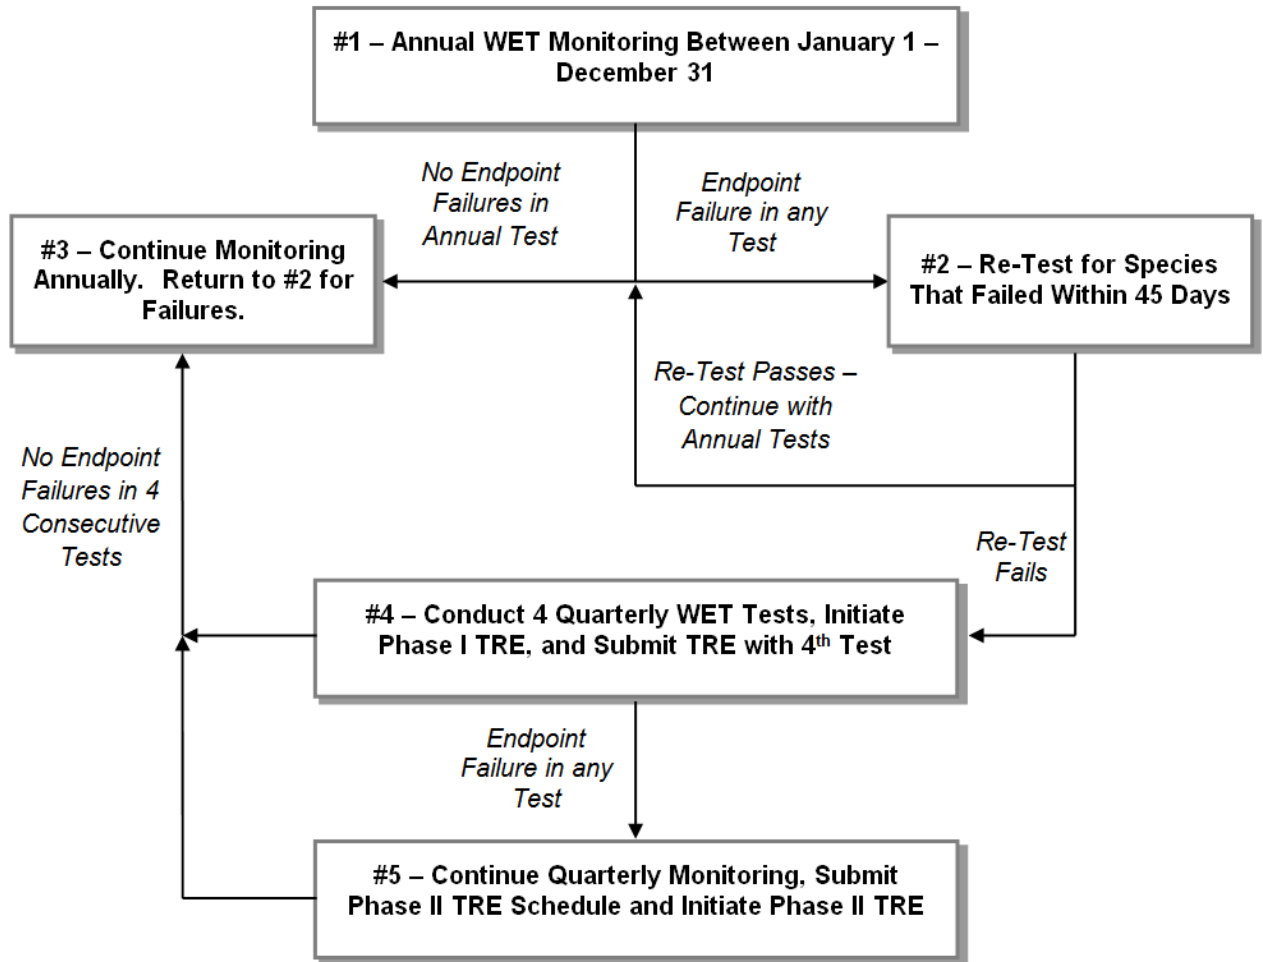 #1 – Annual WET Monitoring Between January 1 –
December 31
No Endpoint
Failures in
Annual Test
Endpoint
Failure in any
Test
#3 – Continue Monitoring
Annually.  Return to #2 for
Failures.
#2 – Re-Test for Species
That Failed Within 45 Days
Re-Test Passes –
Continue with
Annual Tests
No Endpoint
Failures in 4
Consecutive
Tests
Re-Test
Fails
#4 – Conduct 4 Quarterly WET Tests, Initiate
Phase I TRE, and Submit TRE with 4th Test
Endpoint
Failure in any
Test
#5 – Continue Quarterly Monitoring, Submit
Phase II TRE Schedule and Initiate Phase II TRE